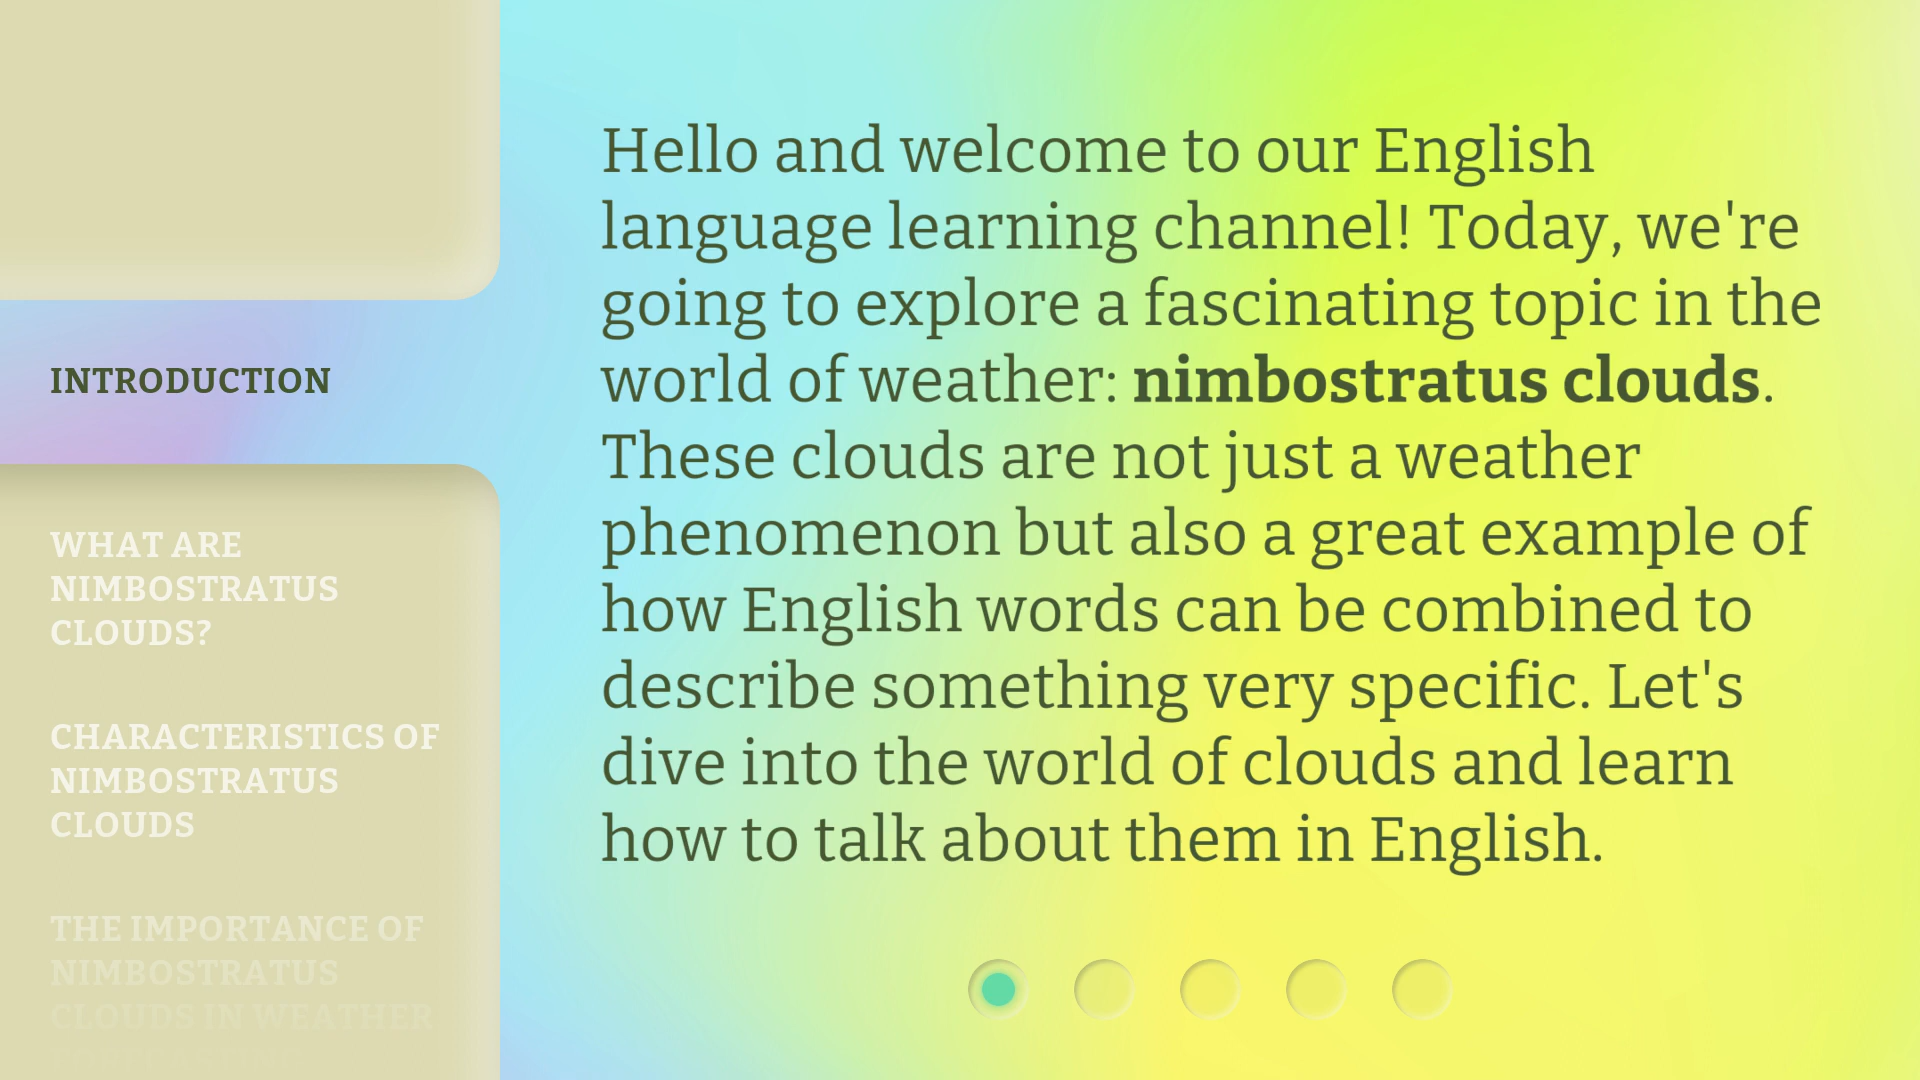 INTRODUCTION
WHAT ARE
NIMBOSTRATUS
CLOUDS?
CHARACTERISTICS OF
NIMBOSTRATUS
CLOUDS
THE IMPORTANCE OF
NIMBOSTRATUS
CLOUDS IN WEATHER
Hello and welcome to our English
language learning channel! Today, we're
going to explore a fascinating topic in the
world of weather: nimbostratus clouds.
These clouds are not just a weather
phenomenon but also a great example of
how English words can be combined to
describe something very specific. Let's
dive into the world of clouds and learn
how to talk about them in English.